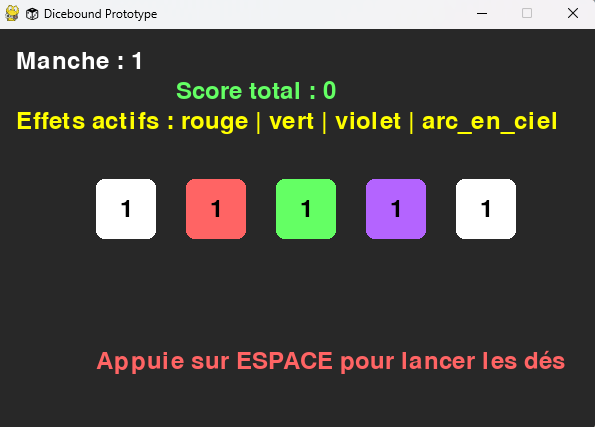 Dicebound Prototype
Manche : 1
Score total : 0
Effets actifs : rouge | vert | violet | arc_en_ciel
1 1 1 1 1
Appuie sur ESPACE pour lancer les dés